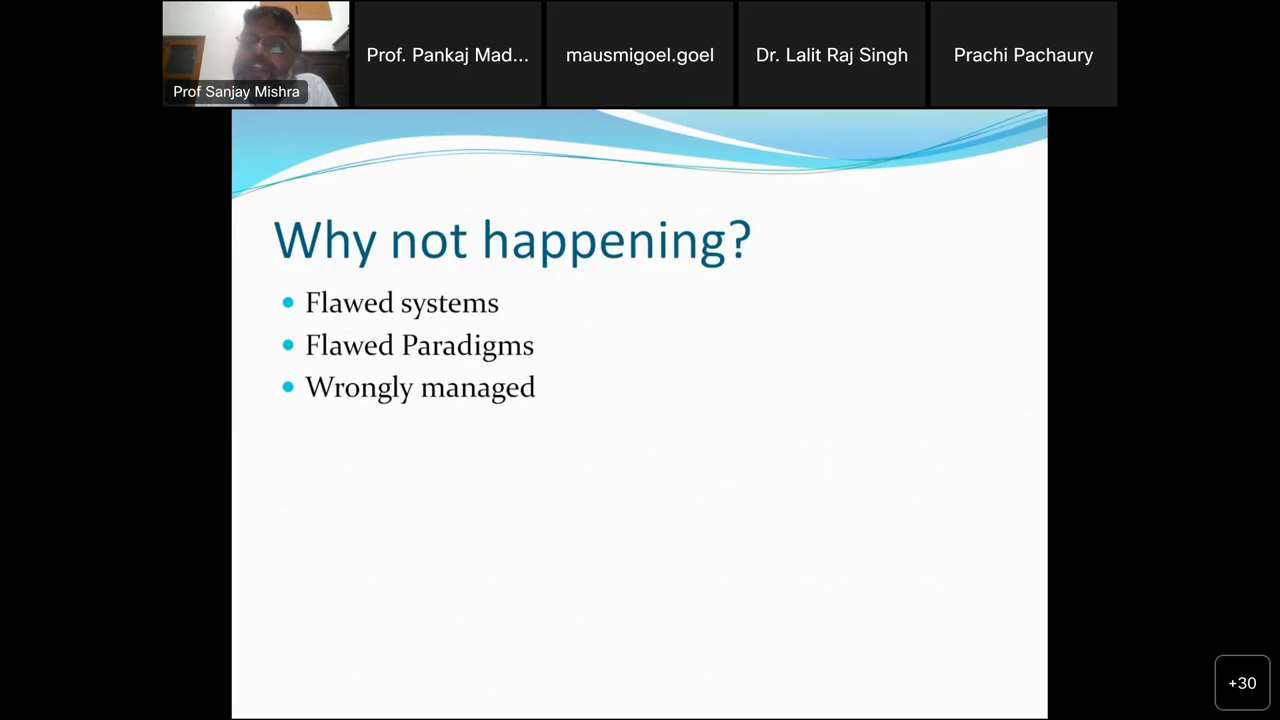 Prof Sanjay Mishra
Prof. Pankaj Mad...
mausmigoel.goel
Dr. Lalit Raj Singh
Prachi Pachaury
Why not happening?
Flawed systems
Flawed Paradigms
Wrongly managed
+30